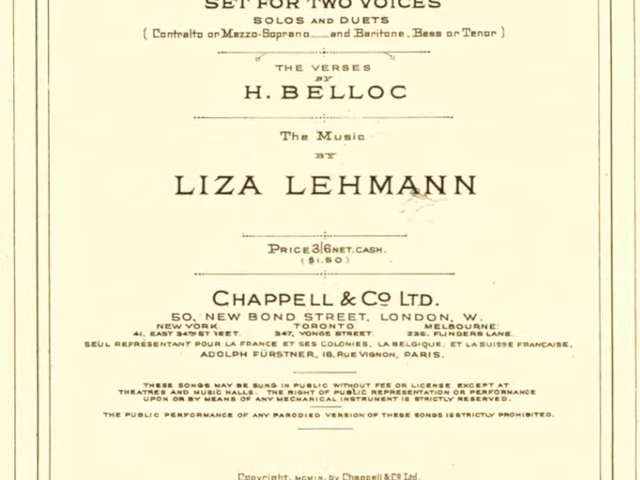 SET FOR TWO VOICES
SOLOS AND DUETS
( Contralto or Mezzo-Soprano and Baritone, Bass or Tenor )
THE VERSES
BY
H. BELLOC
The Music
BY
LIZA LEHMANN
PRICE 3/6 NET. CASH.
($1.50)
CHAPPELL & CO LTD.
50, NEW BOND STREET, LONDON, W.
NEW YORK: TORONTO MELBOURNE:
41, EAST 34TH STREET. 347, YONGE STREET. 235, FLINDERS LANE.
SEUL REPRÉSENTANT POUR LA FRANCE ET SES COLONIES, LA BELGIQUE, ET LA SUISSE FRANÇAISE,
ADOLPH FÜRSTNER, 18, RUE VIGNON, PARIS.
THESE SONGS MAY BE SUNG IN PUBLIC WITHOUT FEE OR LICENSE EXCEPT AT
THEATRES AND MUSIC HALLS. THE RIGHT OF PUBLIC REPRESENTATION OR PERFORMANCE
UPON OR BY MEANS OF ANY MECHANICAL INSTRUMENT IS STRICTLY RESERVED.
THE PUBLIC PERFORMANCE OF ANY PARODIED VERSION OF THESE SONGS IS STRICTLY PROHIBITED.
Copyright, MCMIX, by Chappell & Co Ltd.